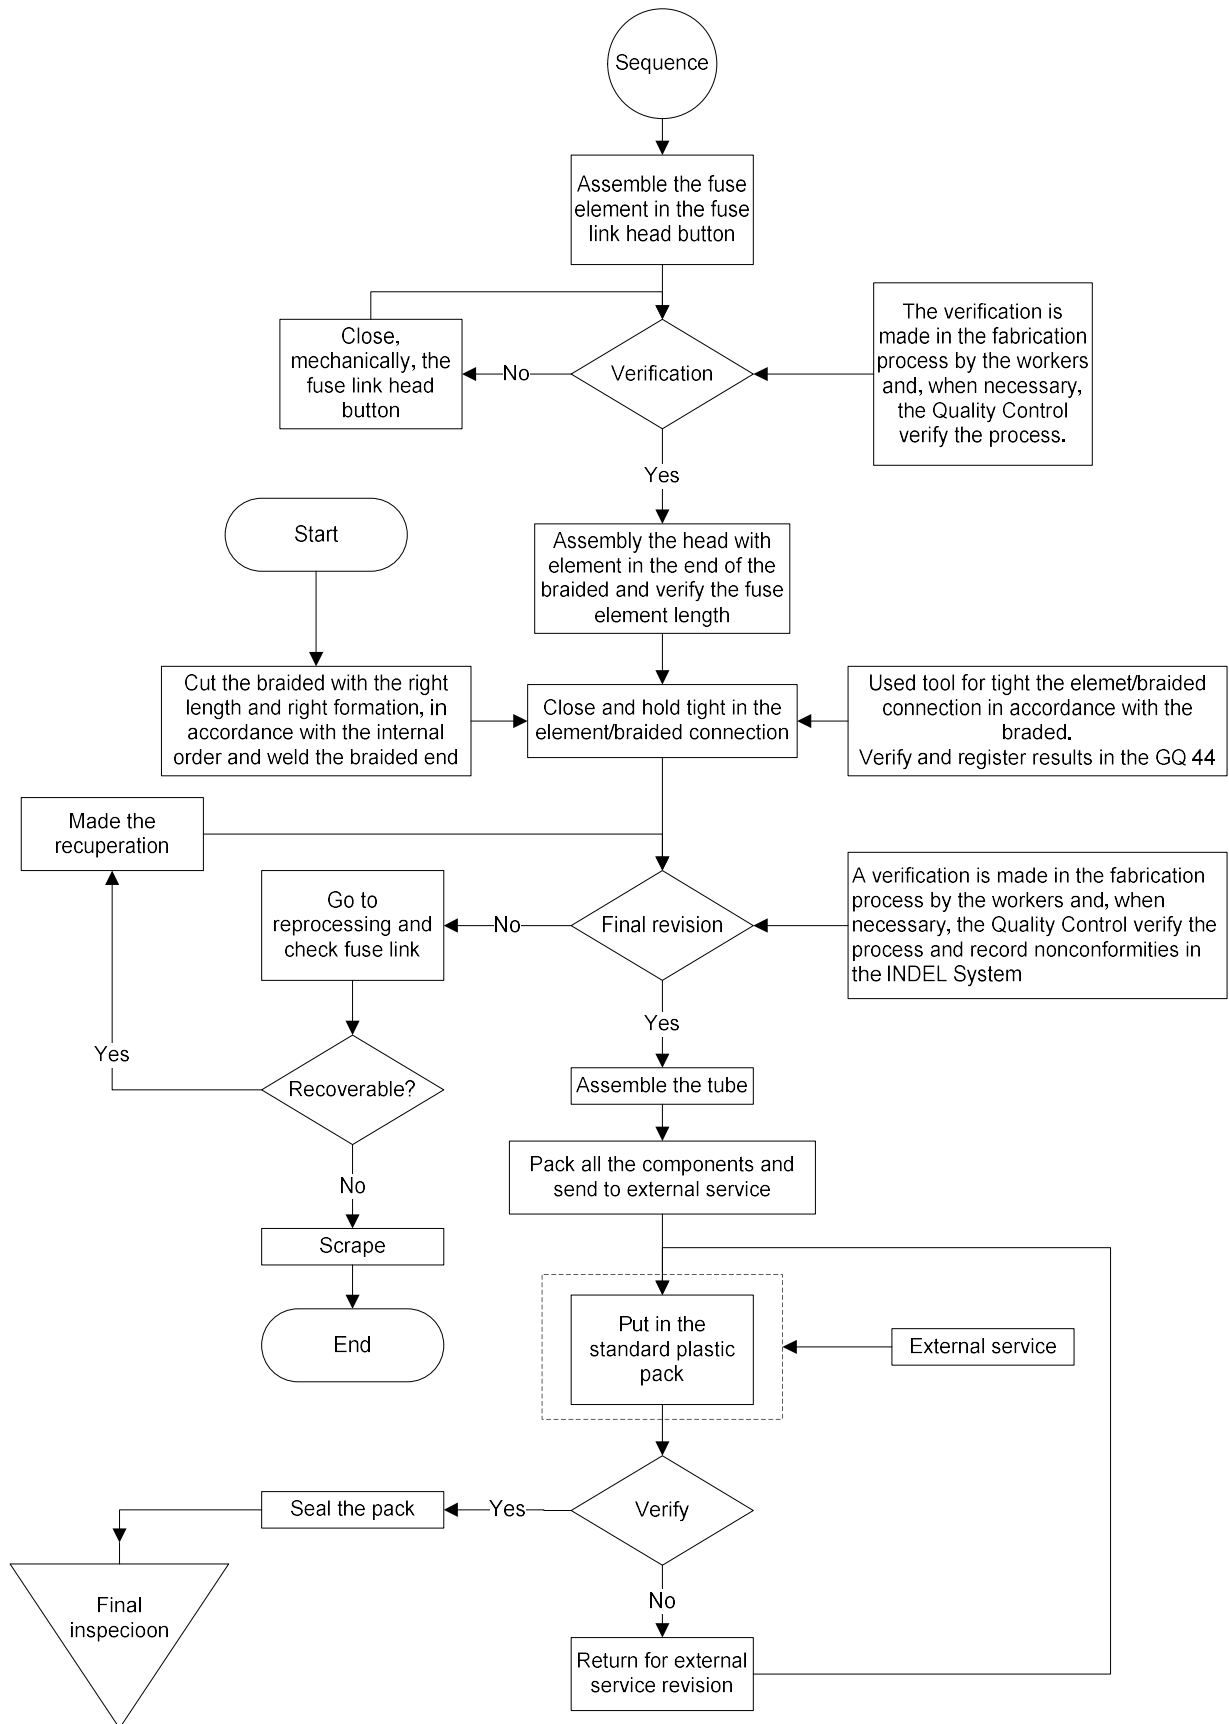 Sequence
Assemble the fuse
element in the fuse
link head button
Close,
mechanically, the
fuse link head
button
No
Verification
The verification is
made in the fabrication
process by the workers
and, when necessary,
the Quality Control
verify the process.
Yes
Start
Assembly the head with
element in the end of the
braided and verify the fuse
element length
Cut the braided with the right
length and right formation, in
accordance with the internal
order and weld the braided end
Close and hold tight in the
element/braided connection
Used tool for tight the elemet/braided
connection in accordance with the
braded.
Verify and register results in the GQ 44
Made the
recuperation
Go to
reprocessing and
check fuse link
No
Final revision
A verification is made in the fabrication
process by the workers and, when
necessary, the Quality Control verify the
process and record nonconformities in
the INDEL System
Yes
Yes
Recoverable?
Assemble the tube
Pack all the components and
send to external service
No
Scrape
End
Put in the
standard plastic
pack
External service
Seal the pack
Yes
Verify
Final
inspecioon
No
Return for external
service revision